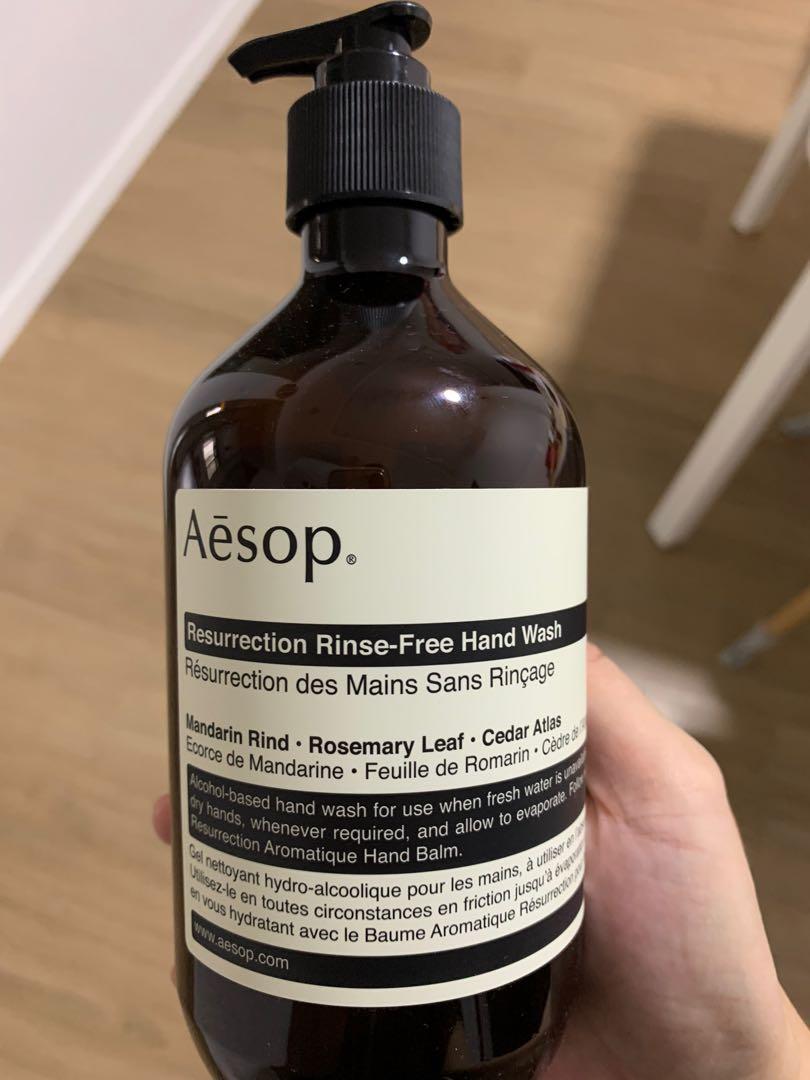 Aēsop®
Resurrection Rinse-Free Hand Wash
Résurrection des Mains Sans Rinçage
Mandarin Rind • Rosemary Leaf • Cedar Atlas
Ecorce de Mandarine • Feuille de Romarin • Cèdre de
Alcohol-based hand wash for use when fresh water is
dry hands, whenever required, and allow to evaporate.
Resurrection Aromatique Hand Balm.
Gel nettoyant hydro-alcoolique pour les mains, à utiliser en
Utilisez-le en toutes circonstances en friction jusqu'à
en vous hydratant avec le Baume Aromatique Résurrection
www.aesop.com